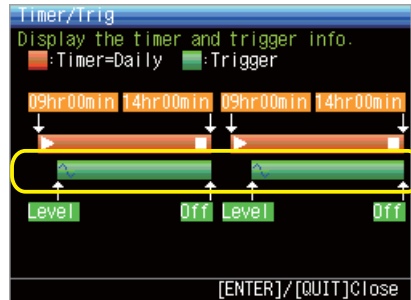 Timer/Trig
Display the timer and trigger info.
:Timer=Daily :Trigger
09hr00min 14hr00min 09hr00min 14hr00min
Level Off Level Off
[ENTER]/[QUIT]Close